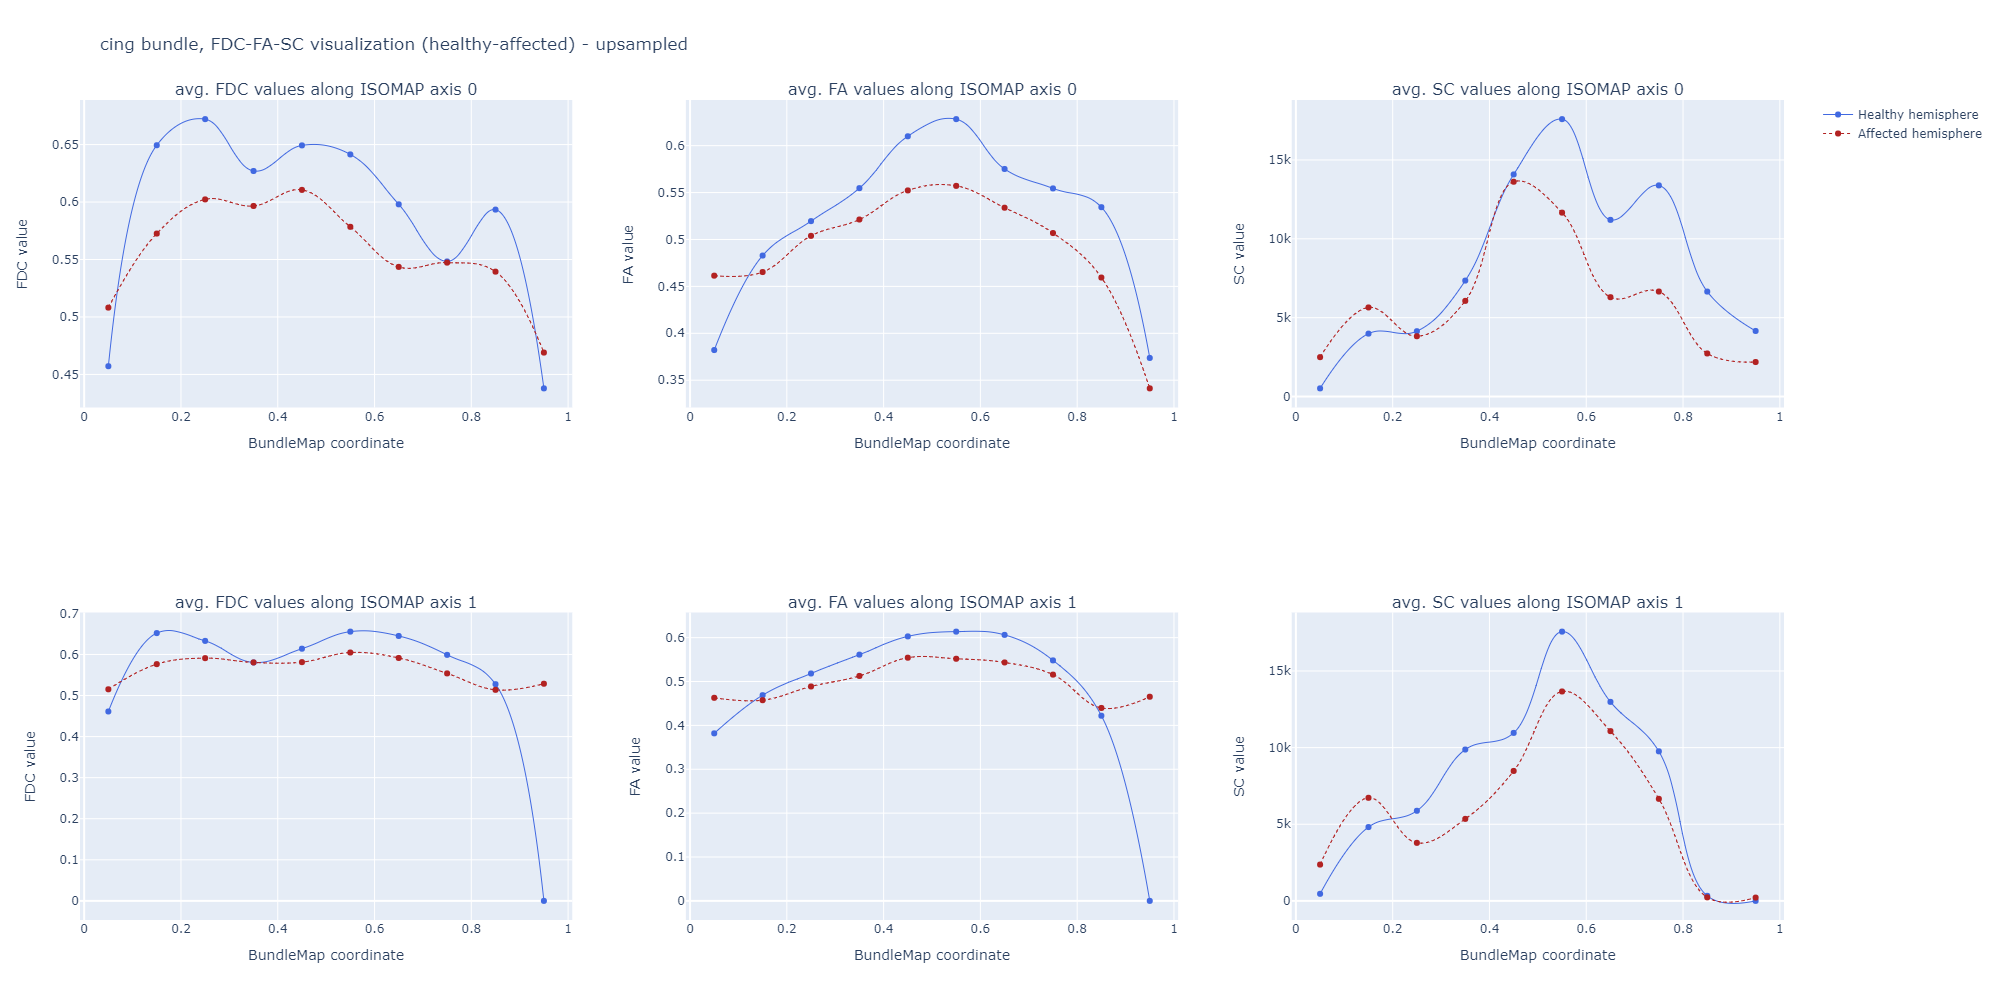 cing bundle, FDC-FA-SC visualization (healthy-affected) - upsampled
avg. FDC values along ISOMAP axis 0
FDC value
0.65
0.6
0.55
0.5
0.45
0 0.2 0.4 0.6 0.8 1
BundleMap coordinate
avg. FA values along ISOMAP axis 0
FA value
0.6
0.55
0.5
0.45
0.4
0.35
0 0.2 0.4 0.6 0.8 1
BundleMap coordinate
avg. SC values along ISOMAP axis 0
SC value
15k
10k
5k
0
0 0.2 0.4 0.6 0.8 1
BundleMap coordinate
Healthy hemisphere
Affected hemisphere
avg. FDC values along ISOMAP axis 1
FDC value
0.7
0.6
0.5
0.4
0.3
0.2
0.1
0
0 0.2 0.4 0.6 0.8 1
BundleMap coordinate
avg. FA values along ISOMAP axis 1
FA value
0.6
0.5
0.4
0.3
0.2
0.1
0
0 0.2 0.4 0.6 0.8 1
BundleMap coordinate
avg. SC values along ISOMAP axis 1
SC value
15k
10k
5k
0
0 0.2 0.4 0.6 0.8 1
BundleMap coordinate